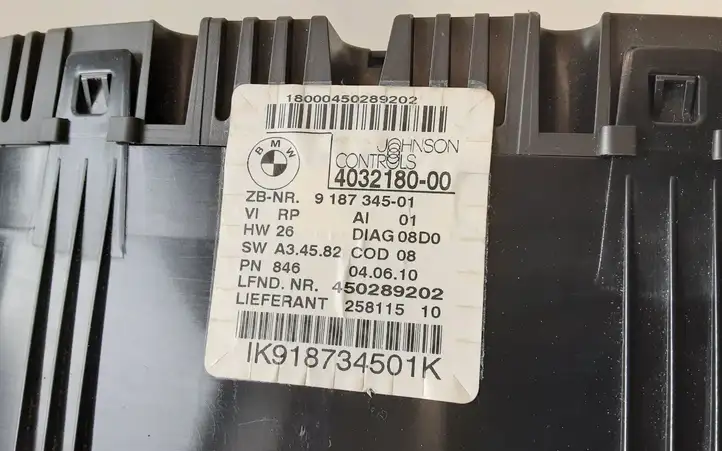 18000450289202
BMW
JOHNSON
CONTROLS
4032180-00
ZB-NR. 9 187 345-01
VI RP AI 01
HW 26 DIAG 08D0
SW A3.45.82 COD 08
PN 846 04.06.10
LFND. NR. 450289202
LIEFERANT 258115 10
IK918734501K